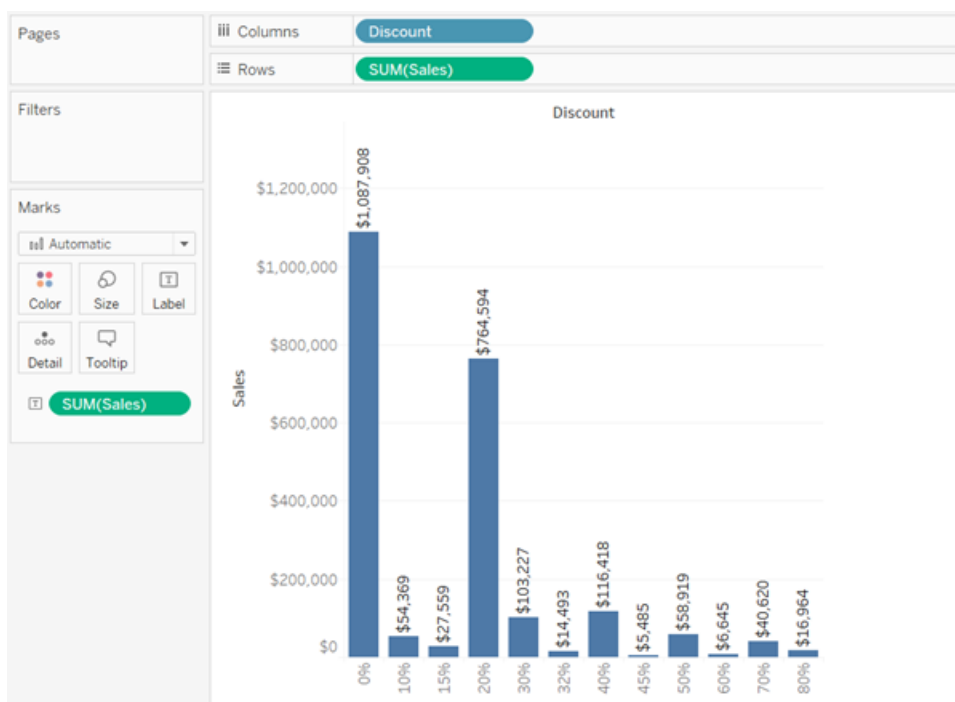 Pages
Columns Discount
Rows SUM(Sales)
Filters
Marks
Automatic
Color Size Label
Detail Tooltip
SUM(Sales)
Discount
Sales
$1,200,000
$1,000,000
$800,000
$600,000
$400,000
$200,000
$0
$1,087,908
$54,369
$27,559
$764,594
$103,227
$14,493
$116,418
$5,485
$58,919
$6,645
$40,620
$16,964
0%
10%
15%
20%
30%
32%
40%
45%
50%
60%
70%
80%